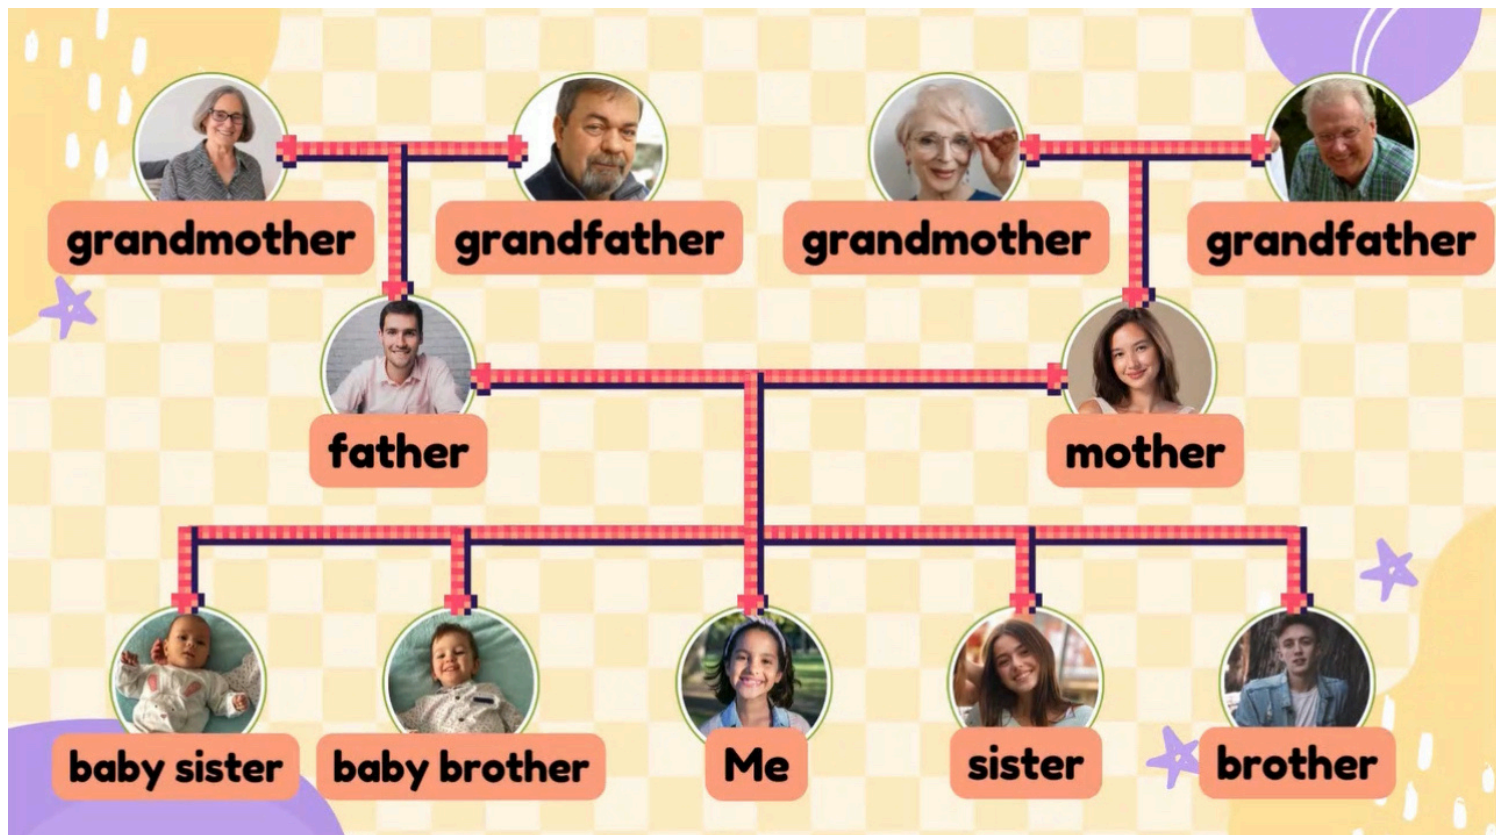 grandmother
grandfather
grandmother
grandfather
father
mother
baby sister
baby brother
Me
sister
brother